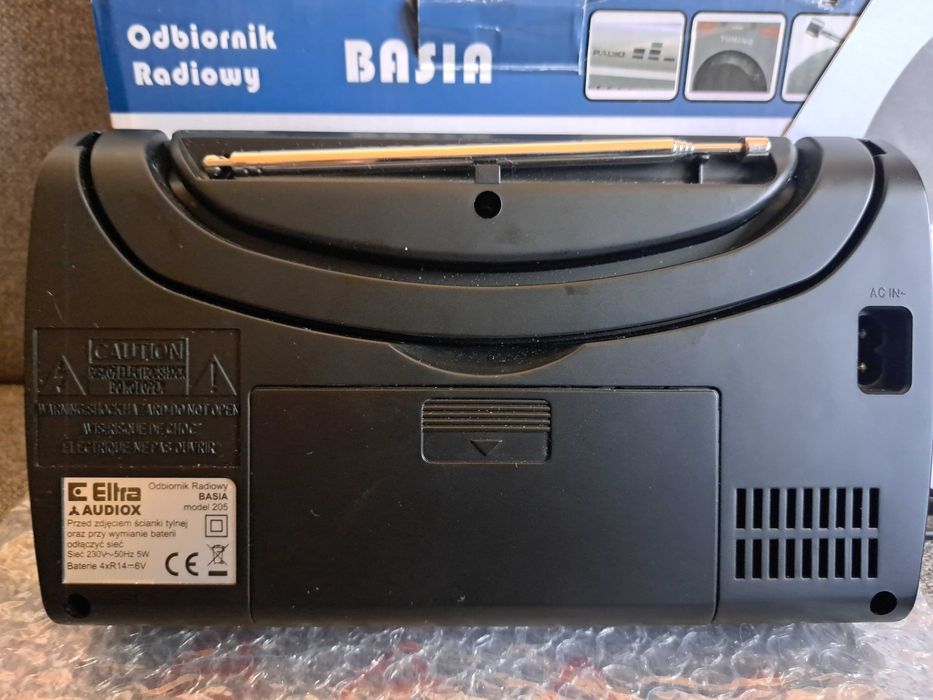 Odbiornik
Radiowy
BASIA
RADIO
TUNING
AC IN~
CAUTION
RISK OF ELECTRIC SHOCK
DO NOT OPEN
WARNING:SHOCK HAZARD-DO NOT OPEN
AVIS:RISQUE DE CHOC
ELECTRIQUE-NE PAS OUVRIR
Eltra
AUDIOX
Odbiornik Radiowy
BASIA
model 205
Przed zdjęciem ścianki tylnej
oraz przy wymianie baterii
odłączyć sieć
Sieć 230V~50Hz 5W
Baterie 4xR14⎓6V
CE